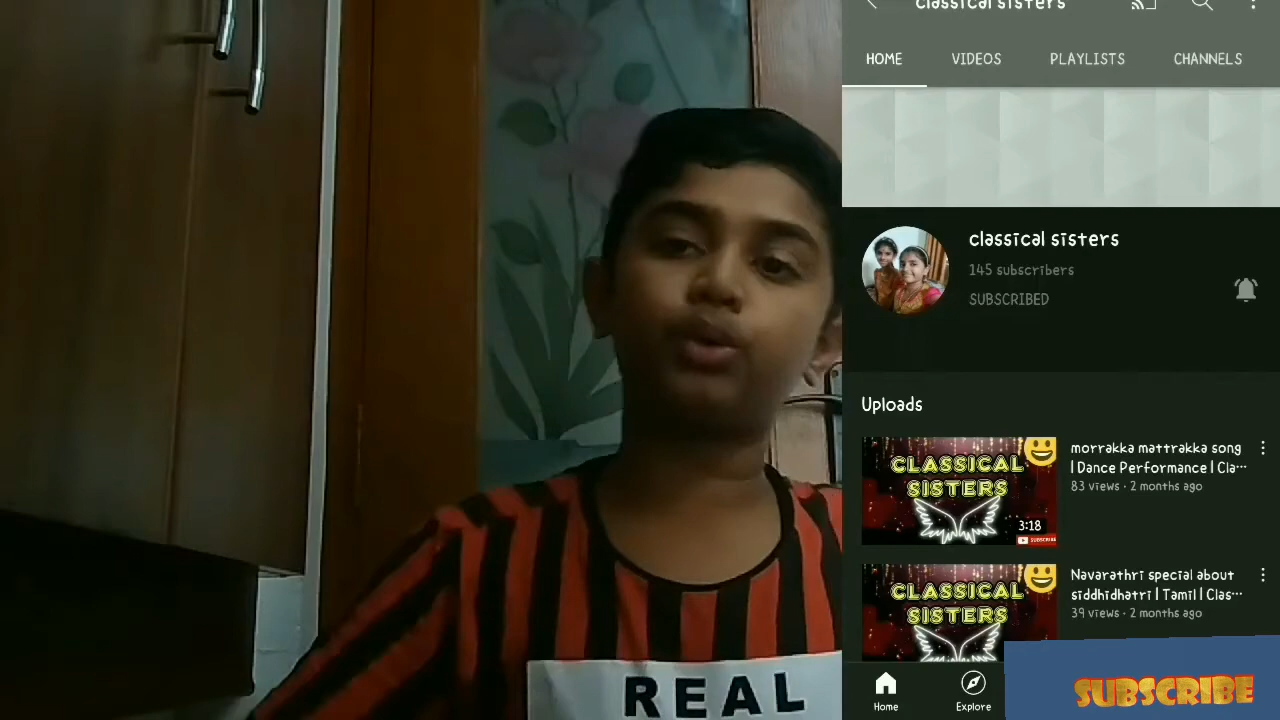 classical sisters
HOME VIDEOS PLAYLISTS CHANNELS
classical sisters
145 subscribers
SUBSCRIBED
Uploads
CLASSICAL
SISTERS
3:18
SUBSCRIBE
morrakka mattrakka song
| Dance Performance | Cla...
83 views · 2 months ago
CLASSICAL
SISTERS
Navarathri special about
siddhidhatri | Tamil | Clas...
39 views · 2 months ago
Home
Explore
SUBSCRIBE
REAL